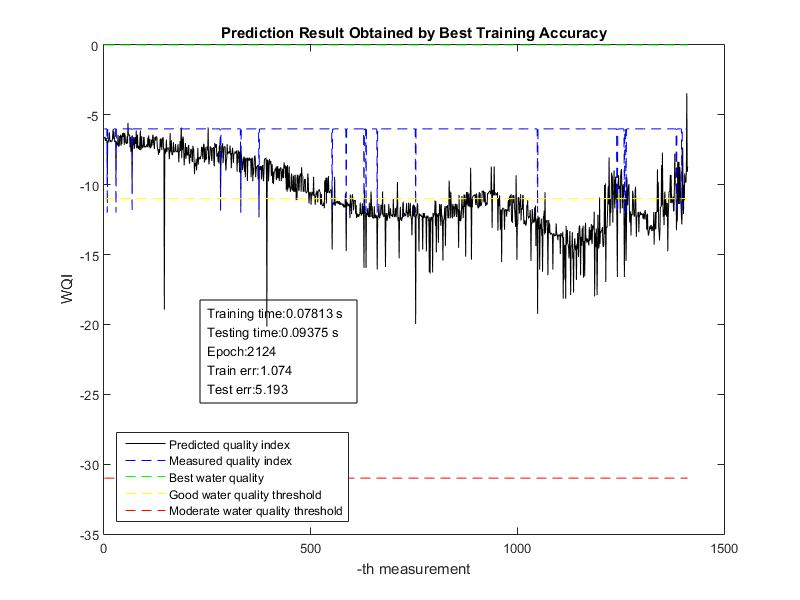 Prediction Result Obtained by Best Training Accuracy
0
-5
-10
-15
-20
-25
-30
-35
WQI
Training time:0.07813 s
Testing time:0.09375 s
Epoch:2124
Train err:1.074
Test err:5.193
Predicted quality index
Measured quality index
Best water quality
Good water quality threshold
Moderate water quality threshold
0 500 1000 1500
-th measurement